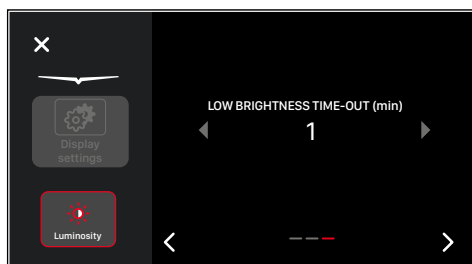 LOW BRIGHTNESS TIME-OUT (min)
1
Display
settings
Luminosity